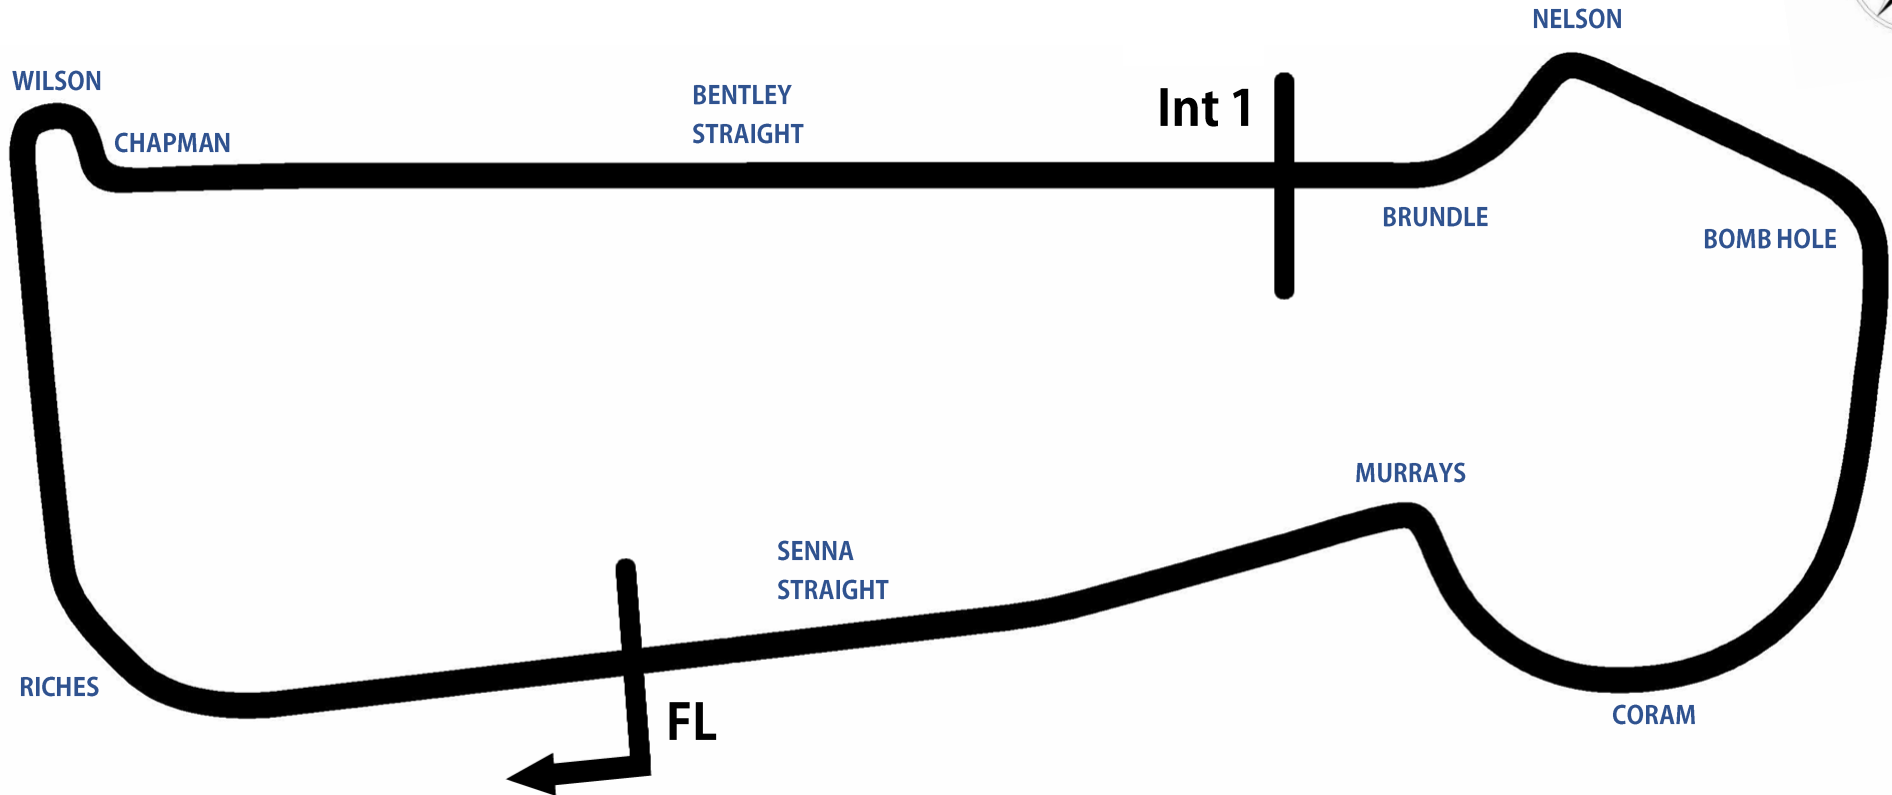 NELSON
WILSON
BENTLEY
STRAIGHT
Int 1
CHAPMAN
BRUNDLE
BOMB HOLE
MURRAYS
SENNA
STRAIGHT
RICHES
FL
CORAM